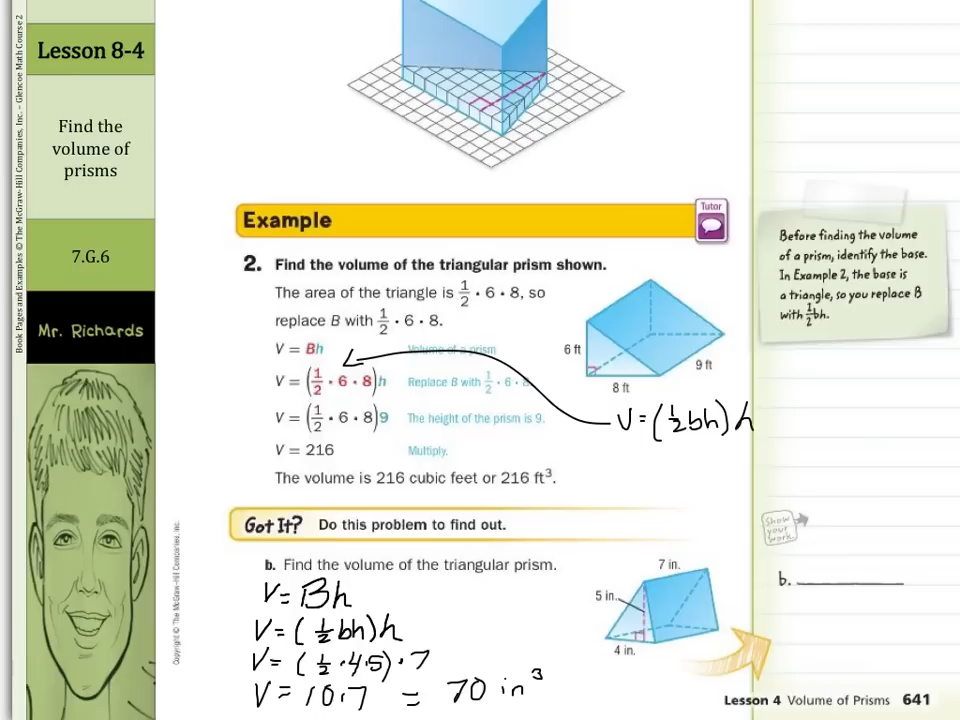 Book Pages and Examples © The McGraw-Hill Companies, Inc. – Glencoe Math Course 2
Lesson 8-4
Find the
volume of
prisms
7.G.6
Mr. Richards
Example
Tutor
2. Find the volume of the triangular prism shown.
The area of the triangle is 1/2 • 6 • 8, so
replace B with 1/2 • 6 • 8.
V = Bh Volume of a prism
V = (1/2 • 6 • 8)h Replace B with 1/2 • 6 • 8
V = (1/2 • 6 • 8)9 The height of the prism is 9.
V = 216 Multiply.
The volume is 216 cubic feet or 216 ft³.
6 ft
8 ft
9 ft
V = (1/2 bh) h
Before finding the volume
of a prism, identify the base.
In Example 2, the base is
a triangle, so you replace B
with 1/2 bh.
Got It? Do this problem to find out.
Show
your
work.
b. Find the volume of the triangular prism.
V = Bh
V = (1/2 bh) h
V = (1/2 • 4 • 5) • 7
V = 10 • 7 = 70 in³
7 in.
5 in.
4 in.
b.
Copyright © The McGraw-Hill Companies, Inc.
Lesson 4 Volume of Prisms 641